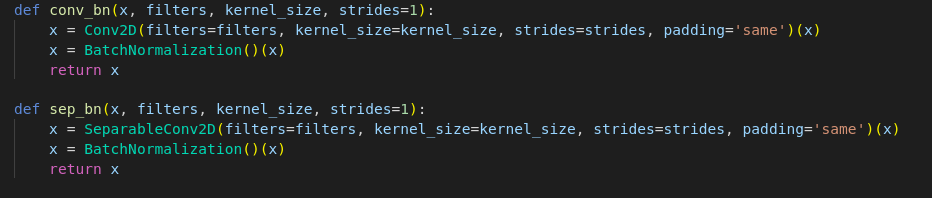 def conv_bn(x, filters, kernel_size, strides=1):
    x = Conv2D(filters=filters, kernel_size=kernel_size, strides=strides, padding='same')(x)
    x = BatchNormalization()(x)
    return x

def sep_bn(x, filters, kernel_size, strides=1):
    x = SeparableConv2D(filters=filters, kernel_size=kernel_size, strides=strides, padding='same')(x)
    x = BatchNormalization()(x)
    return x